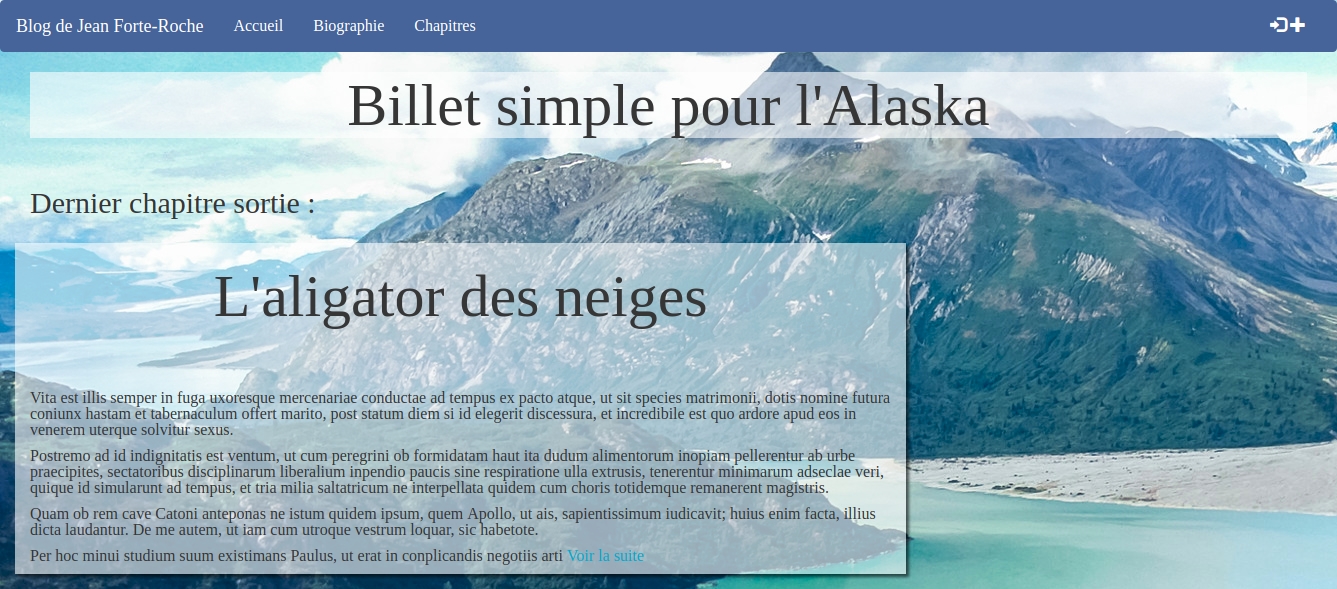 Blog de Jean Forte-Roche Accueil Biographie Chapitres
Billet simple pour l'Alaska
Dernier chapitre sortie :
L'aligator des neiges
Vita est illis semper in fuga uxoresque mercenariae conductae ad tempus ex pacto atque, ut sit species matrimonii, dotis nomine futura
coniunx hastam et tabernaculum offert marito, post statum diem si id elegerit discessura, et incredibile est quo ardore apud eos in
venerem uterque solvitur sexus.
Postremo ad id indignitatis est ventum, ut cum peregrini ob formidatam haut ita dudum alimentorum inopiam pellerentur ab urbe
praecipites, sectatoribus disciplinarum liberalium inpendio paucis sine respiratione ulla extrusis, tenerentur minimarum adseclae veri,
quique id simularunt ad tempus, et tria milia saltatricum ne interpellata quidem cum choris totidemque remanerent magistris.
Quam ob rem cave Catoni anteponas ne istum quidem ipsum, quem Apollo, ut ais, sapientissimum iudicavit; huius enim facta, illius
dicta laudantur. De me autem, ut iam cum utroque vestrum loquar, sic habetote.
Per hoc minui studium suum existimans Paulus, ut erat in conplicandis negotiis arti Voir la suite